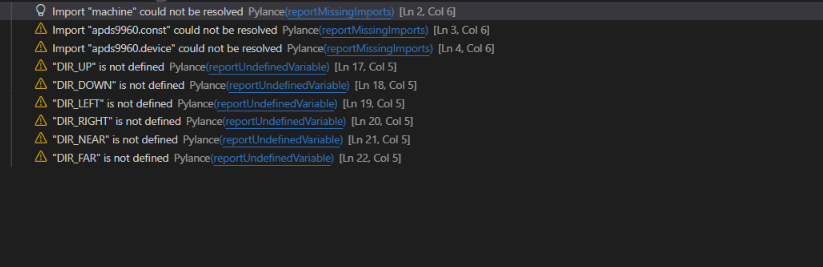 Import "machine" could not be resolved Pylance(reportMissingImports) [Ln 2, Col 6]
Import "apds9960.const" could not be resolved Pylance(reportMissingImports) [Ln 3, Col 6]
Import "apds9960.device" could not be resolved Pylance(reportMissingImports) [Ln 4, Col 6]
"DIR_UP" is not defined Pylance(reportUndefinedVariable) [Ln 17, Col 5]
"DIR_DOWN" is not defined Pylance(reportUndefinedVariable) [Ln 18, Col 5]
"DIR_LEFT" is not defined Pylance(reportUndefinedVariable) [Ln 19, Col 5]
"DIR_RIGHT" is not defined Pylance(reportUndefinedVariable) [Ln 20, Col 5]
"DIR_NEAR" is not defined Pylance(reportUndefinedVariable) [Ln 21, Col 5]
"DIR_FAR" is not defined Pylance(reportUndefinedVariable) [Ln 22, Col 5]